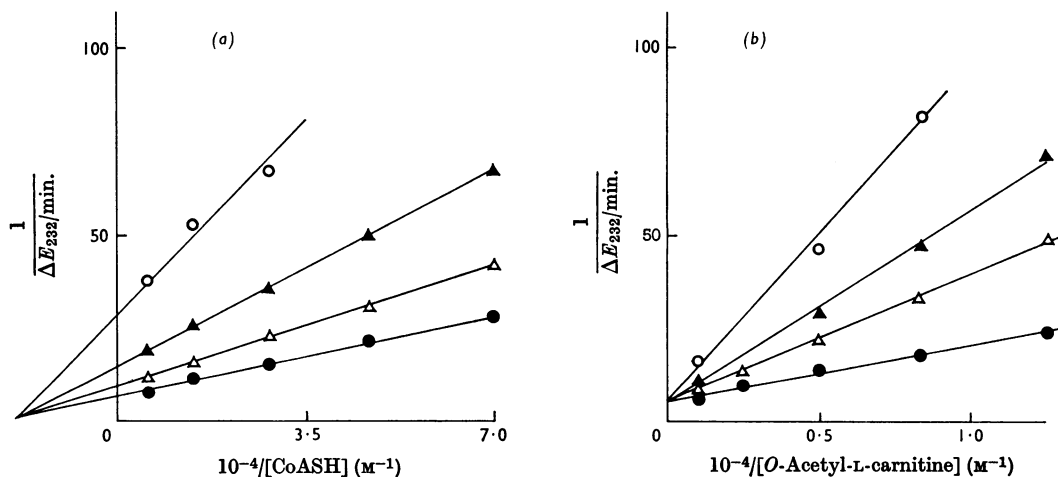 (a)
100
50
0
3·5
7·0
1
ΔE₂₃₂/min.
10⁻⁴/[CoASH] (M⁻¹)
(b)
100
50
0
0·5
1·0
1
ΔE₂₃₂/min.
10⁻⁴/[O-Acetyl-L-carnitine] (M⁻¹)